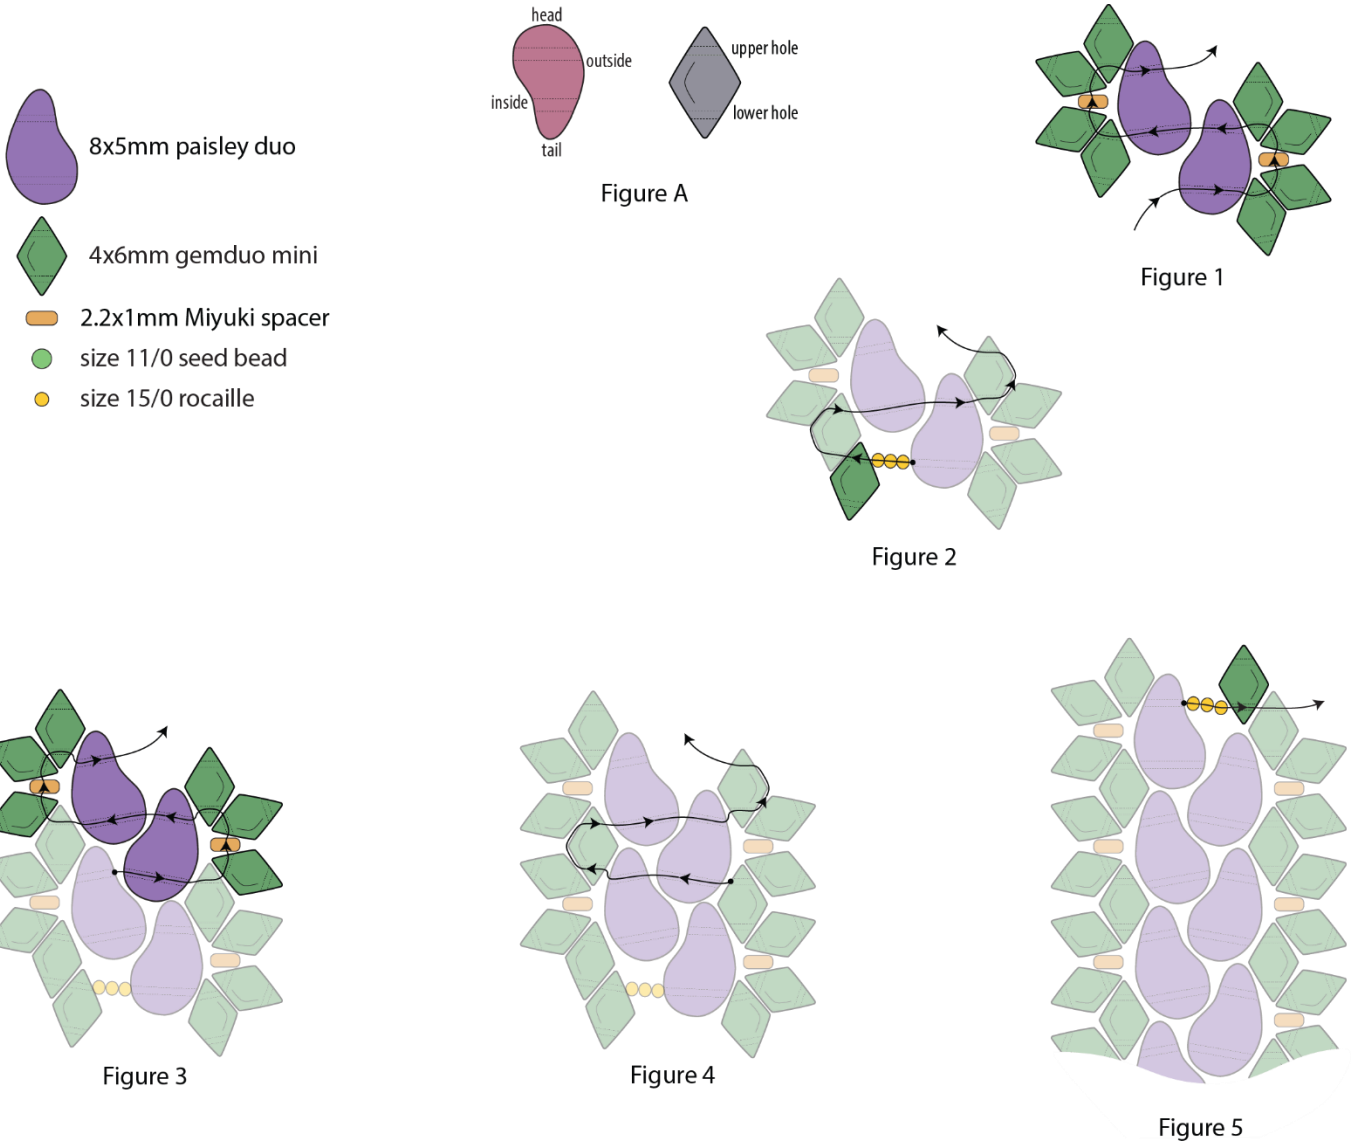 head
outside
inside
tail
upper hole
lower hole
Figure A
8x5mm paisley duo
4x6mm gemduo mini
2.2x1mm Miyuki spacer
size 11/0 seed bead
size 15/0 rocaille
Figure 1
Figure 2
Figure 3
Figure 4
Figure 5